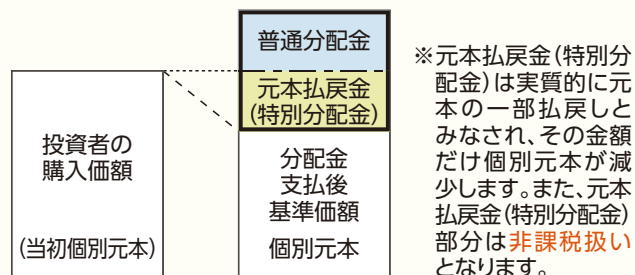 投資者の
購入価額
(当初個別元本)
普通分配金
元本払戻金
(特別分配金)
分配金
支払後
基準価額
個別元本
※元本払戻金(特別分
配金)は実質的に元
本の一部払戻しと
みなされ、その金額
だけ個別元本が減
少します。また、元本
払戻金(特別分配金)
部分は非課税扱い
となります。